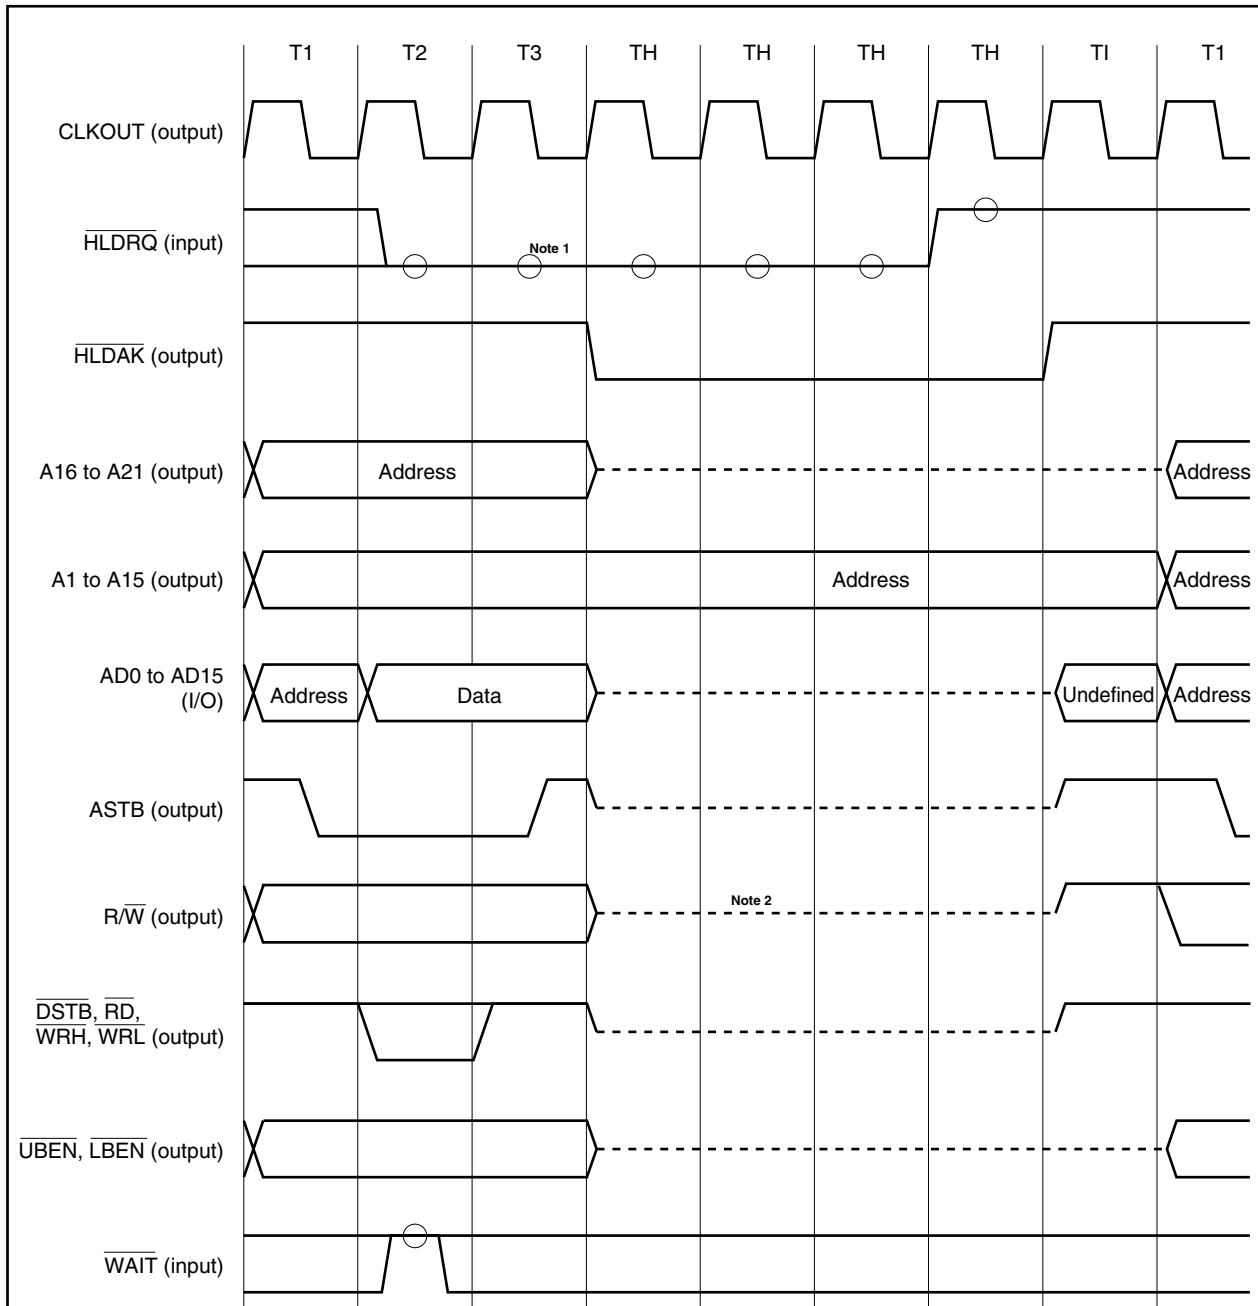 T1 T2 T3 TH TH TH TH TI T1
CLKOUT (output)
HLDRQ (input)
Note 1
HLDAK (output)
A16 to A21 (output)
Address
Address
A1 to A15 (output)
Address
Address
AD0 to AD15
(I/O)
Address
Data
Undefined
Address
ASTB (output)
R/W (output)
Note 2
DSTB, RD,
WRH, WRL (output)
UBEN, LBEN (output)
WAIT (input)